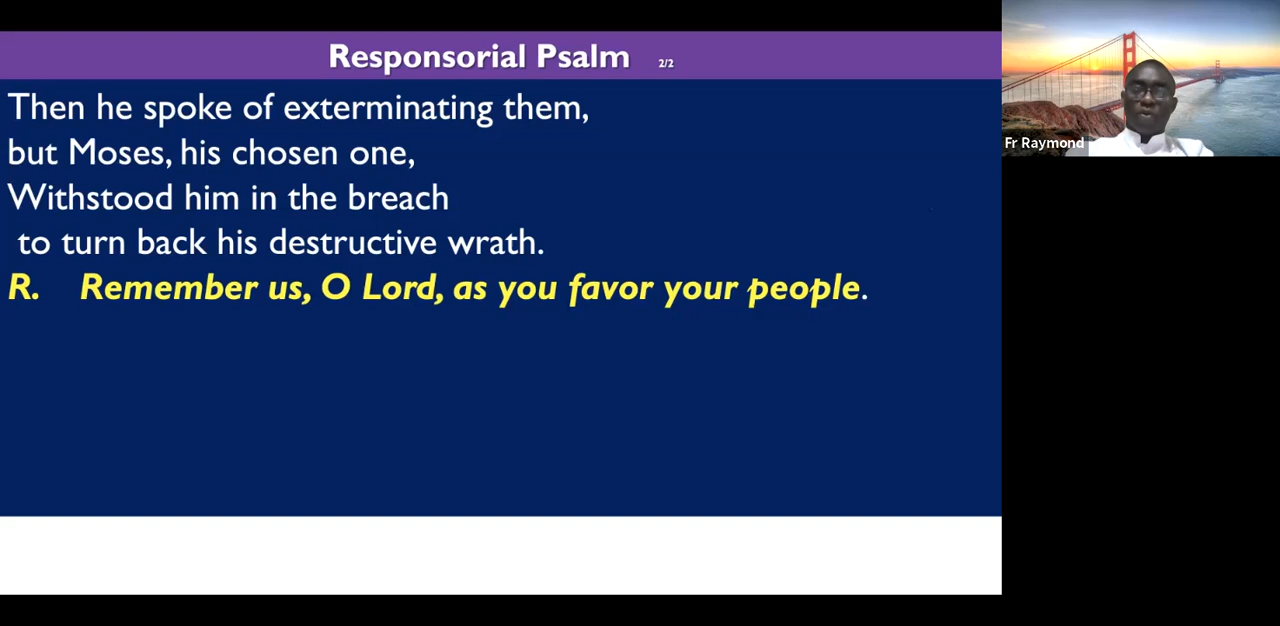 Responsorial Psalm 2/2
Then he spoke of exterminating them,
but Moses, his chosen one,
Withstood him in the breach
to turn back his destructive wrath.
R. Remember us, O Lord, as you favor your people.
Fr Raymond